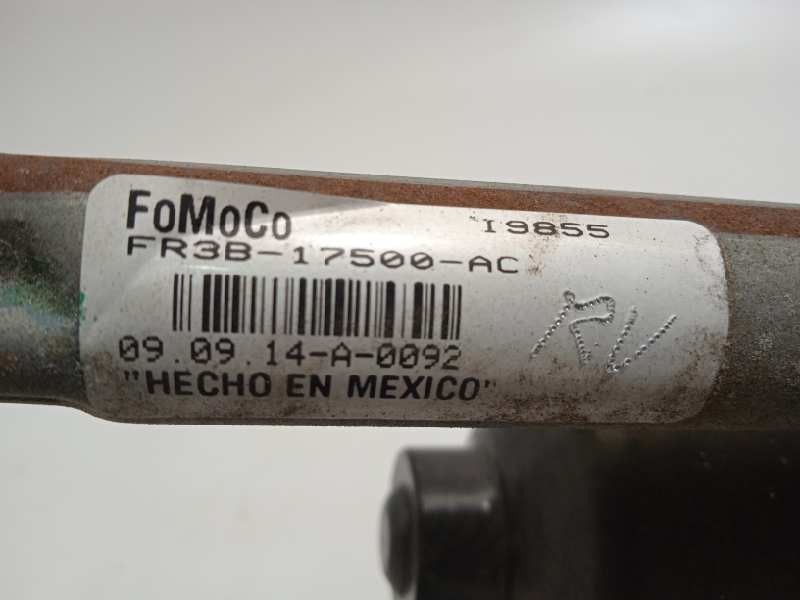 FoMoCo I9855
FR3B-17500-AC
09.09.14-A-0092
"HECHO EN MEXICO"